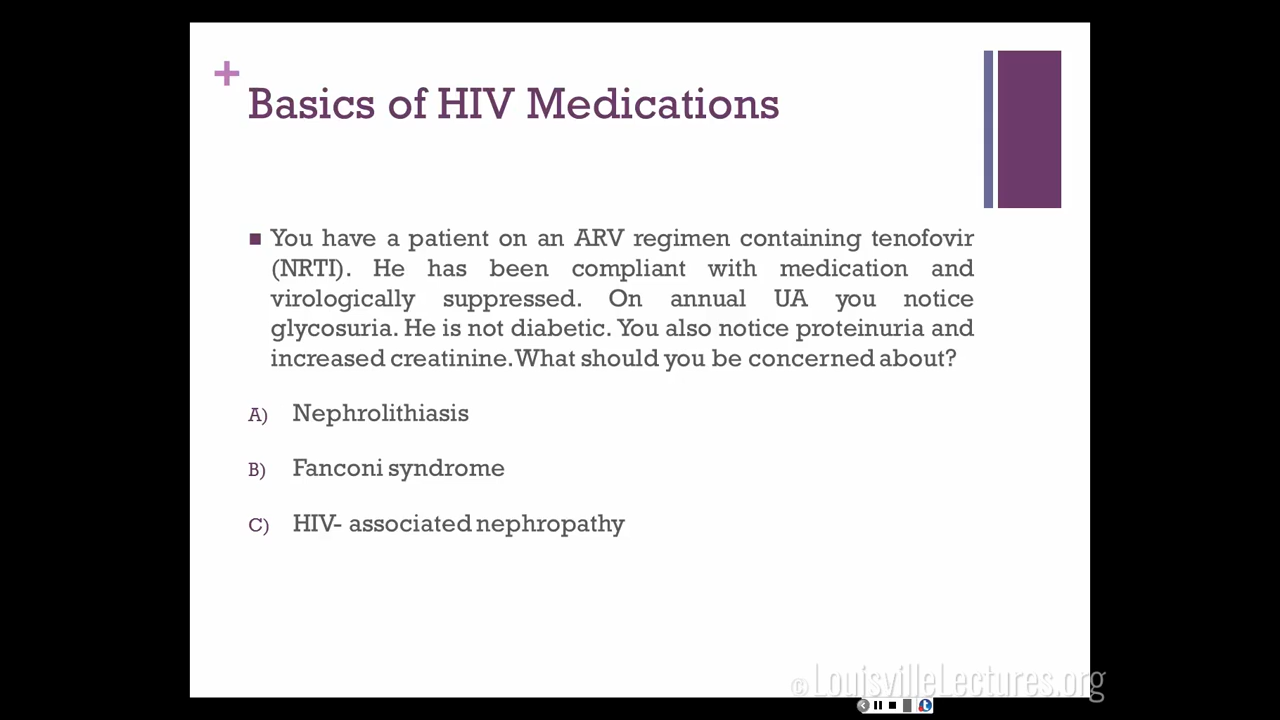 +
Basics of HIV Medications
You have a patient on an ARV regimen containing tenofovir
(NRTI). He has been compliant with medication and
virologically suppressed. On annual UA you notice
glycosuria. He is not diabetic. You also notice proteinuria and
increased creatinine. What should you be concerned about?
A) Nephrolithiasis
B) Fanconi syndrome
C) HIV- associated nephropathy
© LouisvilleLectures.org